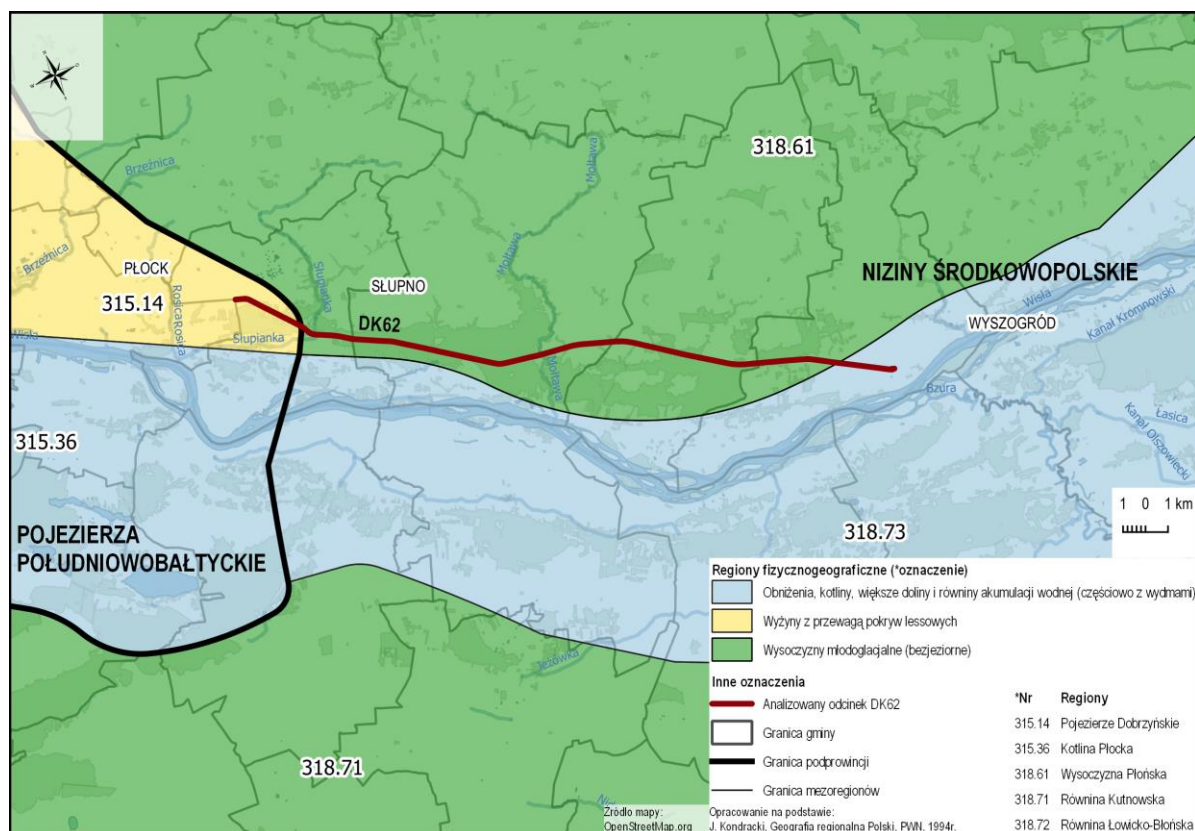 Brzeźnica
Mołtawa
318.61
Brzeźnica
PŁOCK
315.14
Rosica
Rosika
Słupianka
Słupianka
SŁUPNO
Mołtawa
NIZINY ŚRODKOWOPOLSKIE
Wisła
WYSZOGRÓD
Kanał Kromnowski
DK62
Wisła
Mołtawa
Bzura
Łasica
Kanał Olszowiecki
315.36
POJEZIERZA
POŁUDNIOWOBAŁTYCKIE
318.73
1 0 1 km
Jeżówka
318.71
Regiony fizycznogeograficzne (*oznaczenie)
Obniżenia, kotliny, większe doliny i równiny akumulacji wodnej (częściowo z wydmami)
Wyżyny z przewagą pokryw lessowych
Wysoczyzny młodoglacjalne (bezjeziorne)
Inne oznaczenia
Analizowany odcinek DK62
Granica gminy
Granica podprowincji
Granica mezoregionów
*Nr Regiony
315.14 Pojezierze Dobrzyńskie
315.36 Kotlina Płocka
318.61 Wysoczyzna Płońska
318.71 Równina Kutnowska
318.72 Równina Łowicko-Błońska
Źródło mapy:
OpenStreetMap.org
Opracowanie na podstawie:
J. Kondracki. Geografia regionalna Polski. PWN. 1994r.